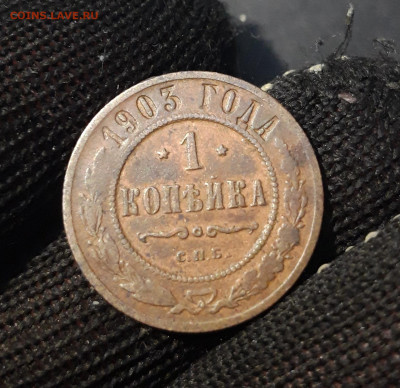 COINS.LAVE.RU
1903 ГОДА
* 1 *
КОПѢЙКА
С.П.Б.